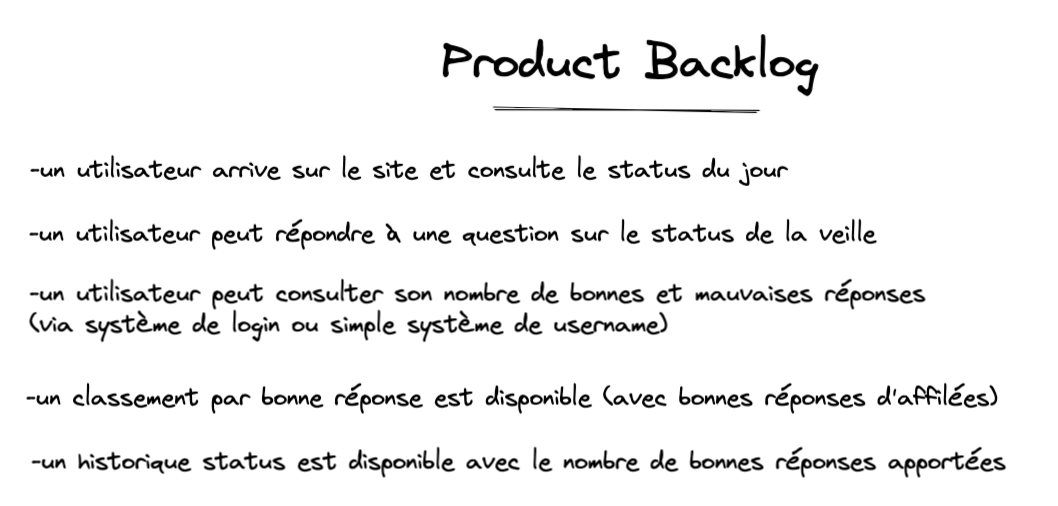 Product Backlog
-un utilisateur arrive sur le site et consulte le status du jour
-un utilisateur peut répondre à une question sur le status de la veille
-un utilisateur peut consulter son nombre de bonnes et mauvaises réponses
(via système de login ou simple système de username)
-un classement par bonne réponse est disponible (avec bonnes réponses d'affilées)
-un historique status est disponible avec le nombre de bonnes réponses apportées